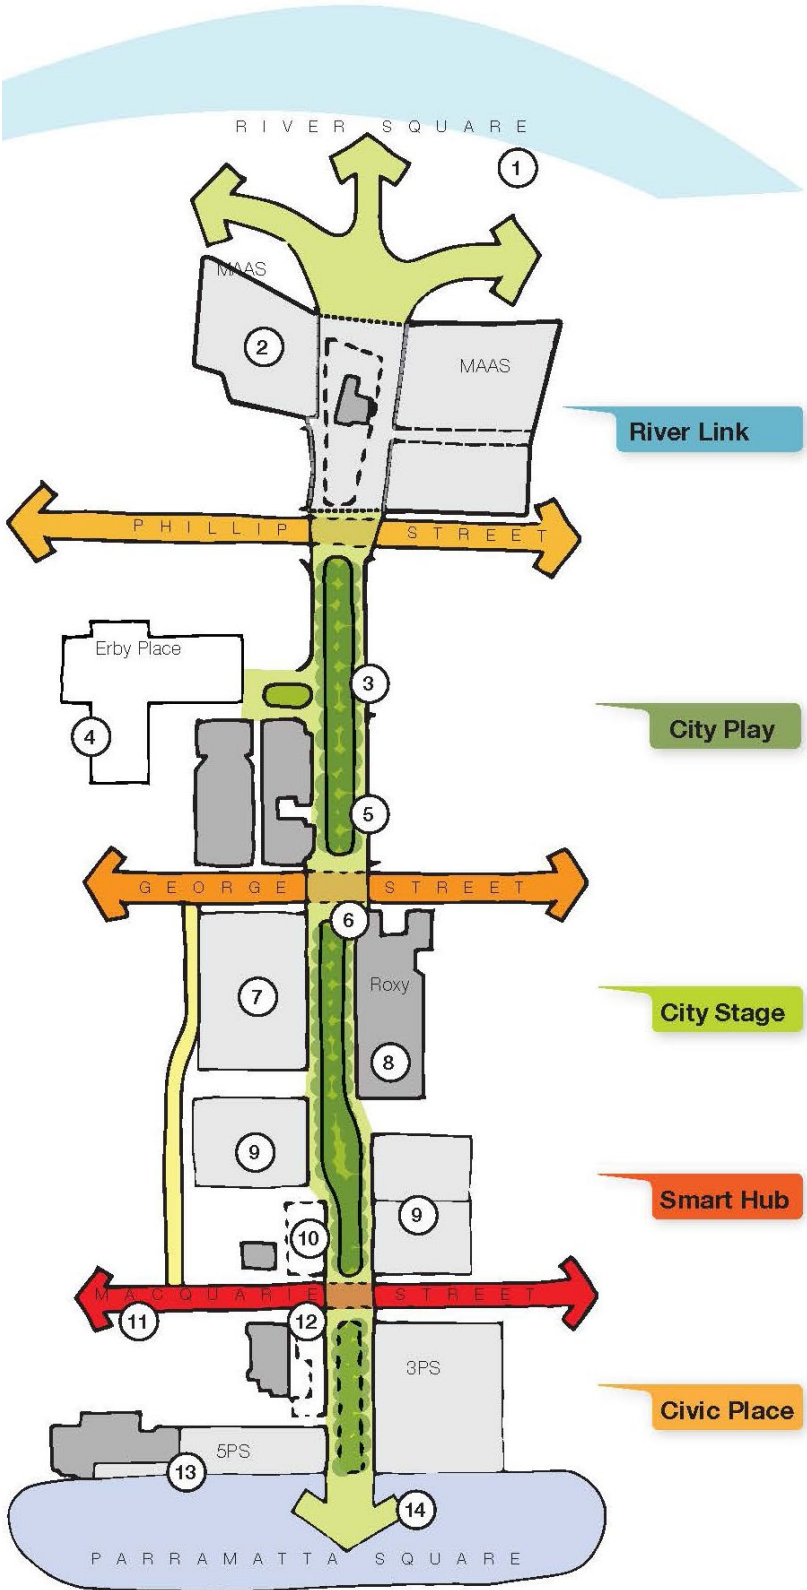 RIVER SQUARE
1
MAAS
2
MAAS
River Link
PHILLIP STREET
Erby Place
3
City Play
4
5
GEORGE STREET
6
Roxy
7
City Stage
8
9
Smart Hub
9
10
MACQUARIE STREET
11
12
3PS
Civic Place
5PS
13
14
PARRAMATTA SQUARE